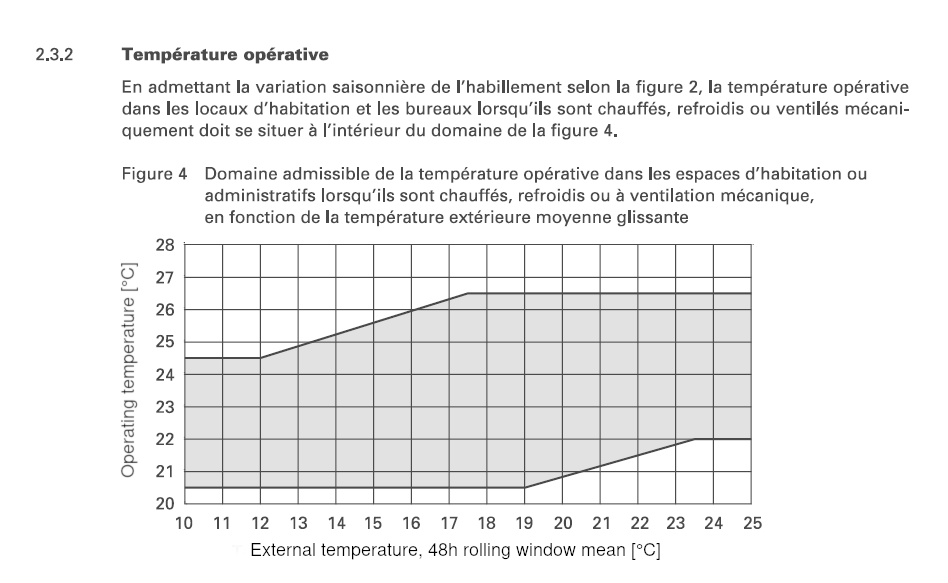 2.3.2 Température opérative
En admettant la variation saisonnière de l'habillement selon la figure 2, la température opérative
dans les locaux d'habitation et les bureaux lorsqu'ils sont chauffés, refroidis ou ventilés mécani-
quement doit se situer à l'intérieur du domaine de la figure 4.
Figure 4 Domaine admissible de la température opérative dans les espaces d'habitation ou
administratifs lorsqu'ils sont chauffés, refroidis ou à ventilation mécanique,
en fonction de la température extérieure moyenne glissante
Operating temperature [°C]
28
27
26
25
24
23
22
21
20
10 11 12 13 14 15 16 17 18 19 20 21 22 23 24 25
External temperature, 48h rolling window mean [°C]